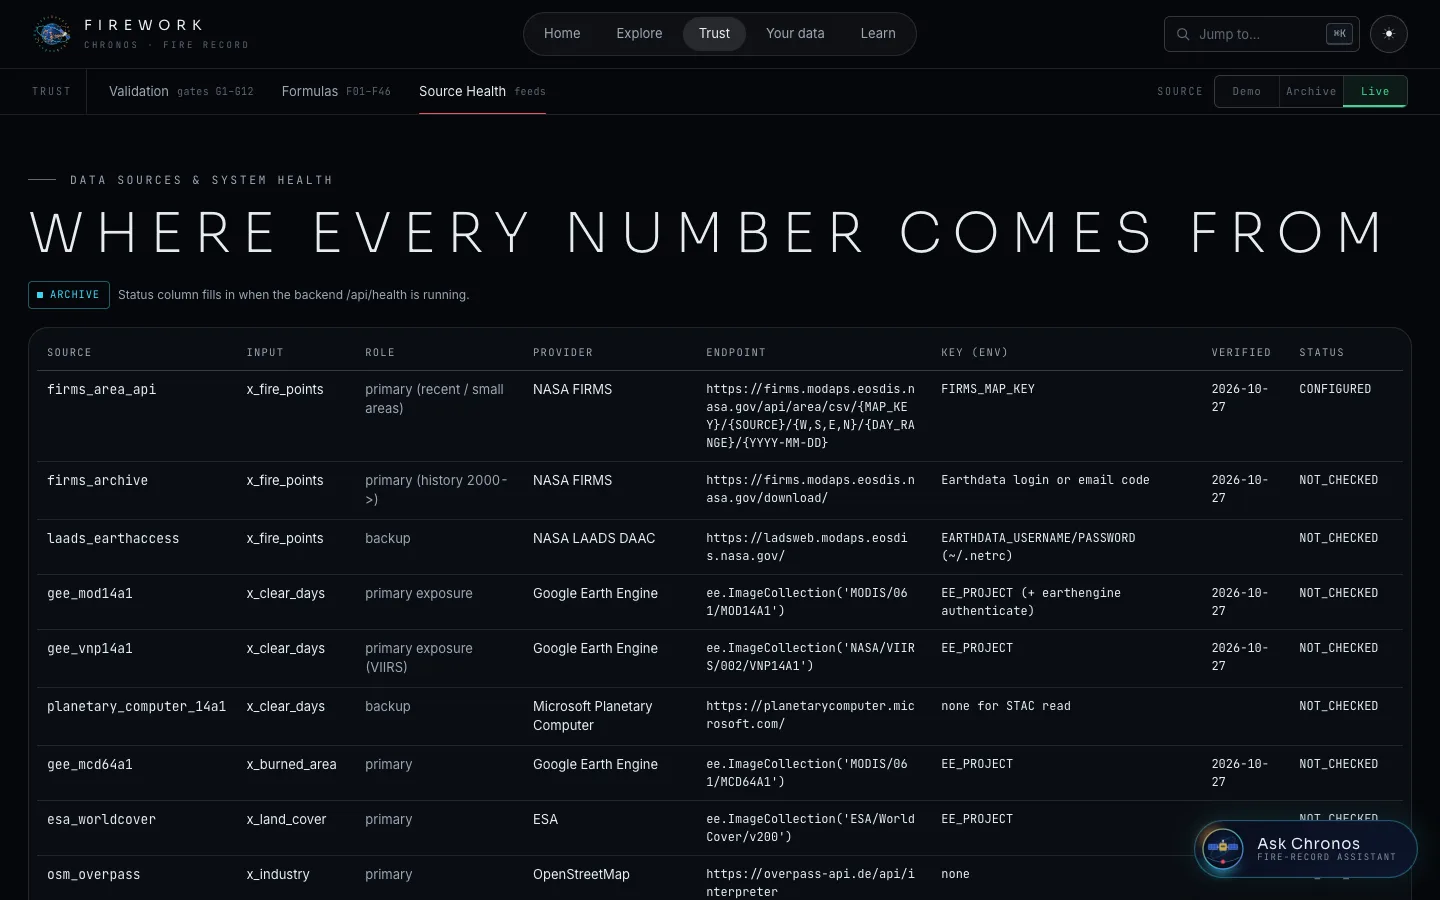 FIREWORK
CHRONOS · FIRE RECORD
Home
Explore
Trust
Your data
Learn
Jump to...
⌘K
TRUST
Validation gates G1–G12
Formulas F01–F46
Source Health feeds
SOURCE
Demo
Archive
Live
DATA SOURCES & SYSTEM HEALTH
WHERE EVERY NUMBER COMES FROM
ARCHIVE
Status column fills in when the backend /api/health is running.
SOURCE INPUT ROLE PROVIDER ENDPOINT KEY (ENV) VERIFIED STATUS
firms_area_api x_fire_points primary (recent / small NASA FIRMS https://firms.modaps.eosdis.n FIRMS_MAP_KEY 2026-10- CONFIGURED
areas) asa.gov/api/area/csv/{MAP_KE 27
Y}/{SOURCE}/{W,S,E,N}/{DAY_RA
NGE}/{YYYY-MM-DD}
firms_archive x_fire_points primary (history 2000- NASA FIRMS https://firms.modaps.eosdis.n Earthdata login or email code 2026-10- NOT_CHECKED
>) asa.gov/download/ 27
laads_earthaccess x_fire_points backup NASA LAADS DAAC https://ladsweb.modaps.eosdi EARTHDATA_USERNAME/PASSWORD NOT_CHECKED
s.nasa.gov/ (~/.netrc)
gee_mod14a1 x_clear_days primary exposure Google Earth Engine ee.ImageCollection('MODIS/06 EE_PROJECT (+ earthengine 2026-10- NOT_CHECKED
1/MOD14A1') authenticate) 27
gee_vnp14a1 x_clear_days primary exposure Google Earth Engine ee.ImageCollection('NASA/VIIR EE_PROJECT 2026-10- NOT_CHECKED
(VIIRS) S/002/VNP14A1') 27
planetary_computer_14a1 x_clear_days backup Microsoft Planetary https://planetarycomputer.mic none for STAC read NOT_CHECKED
Computer rosoft.com/
gee_mcd64a1 x_burned_area primary Google Earth Engine ee.ImageCollection('MODIS/06 EE_PROJECT 2026-10- NOT_CHECKED
1/MCD64A1') 27
esa_worldcover x_land_cover primary ESA ee.ImageCollection('ESA/World EE_PROJECT NOT_CHECKED
Cover/v200')
osm_overpass x_industry primary OpenStreetMap https://overpass-api.de/api/i none
nterpreter
Ask Chronos
FIRE-RECORD ASSISTANT